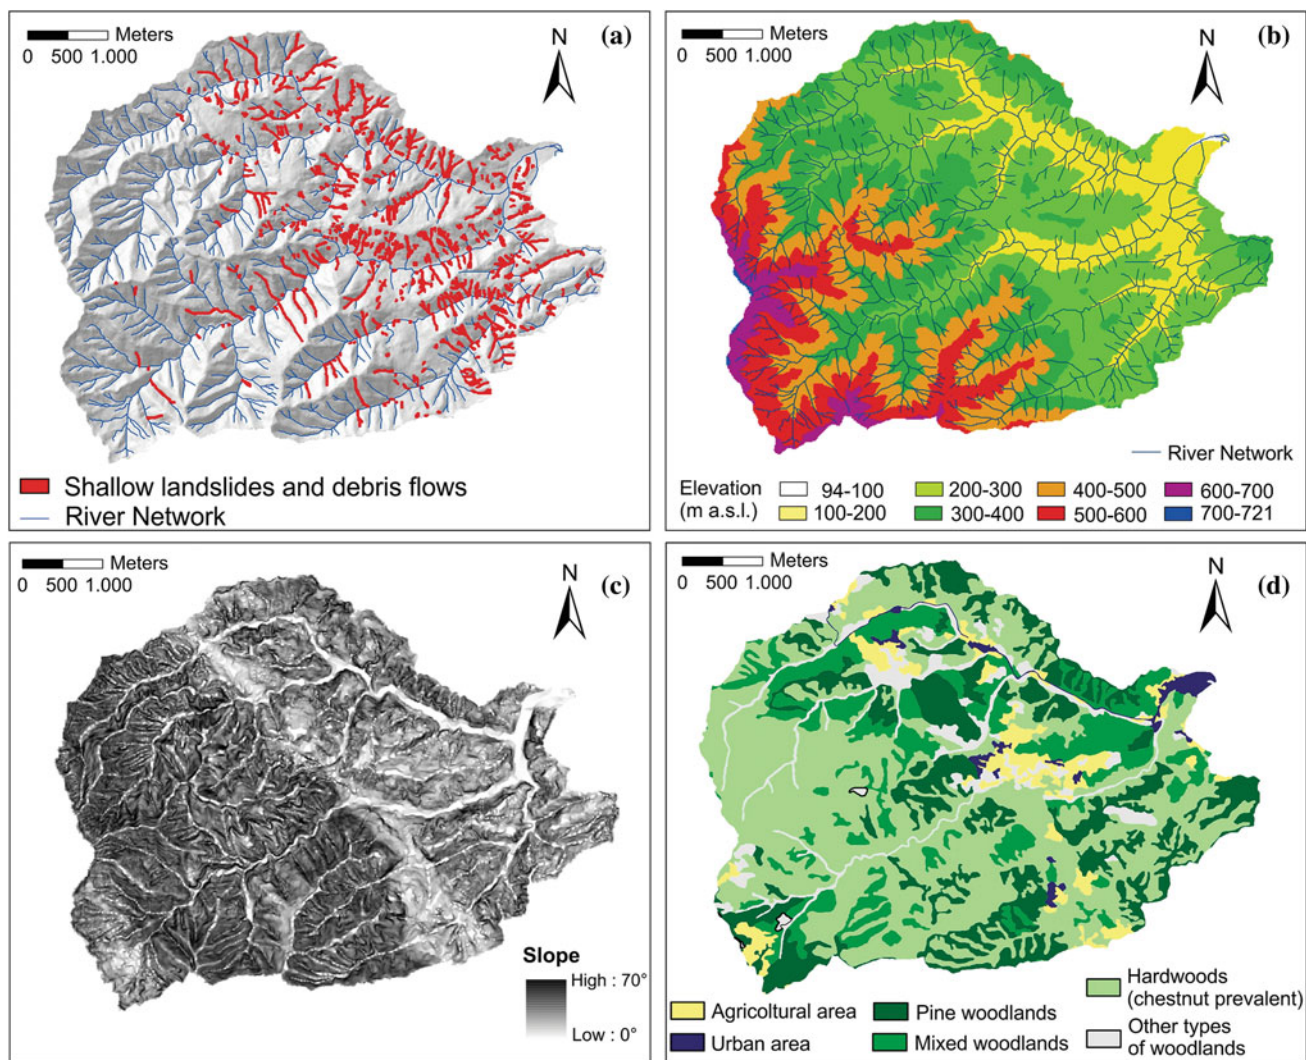 Meters
0 500 1.000
N
(a)
Shallow landslides and debris flows
River Network
Meters
0 500 1.000
N
(b)
River Network
Elevation
(m a.s.l.)
94-100
100-200
200-300
300-400
400-500
500-600
600-700
700-721
Meters
0 500 1.000
N
(c)
Slope
High : 70°
Low : 0°
Meters
0 500 1.000
N
(d)
Agricoltural area
Urban area
Pine woodlands
Mixed woodlands
Hardwoods
(chestnut prevalent)
Other types
of woodlands